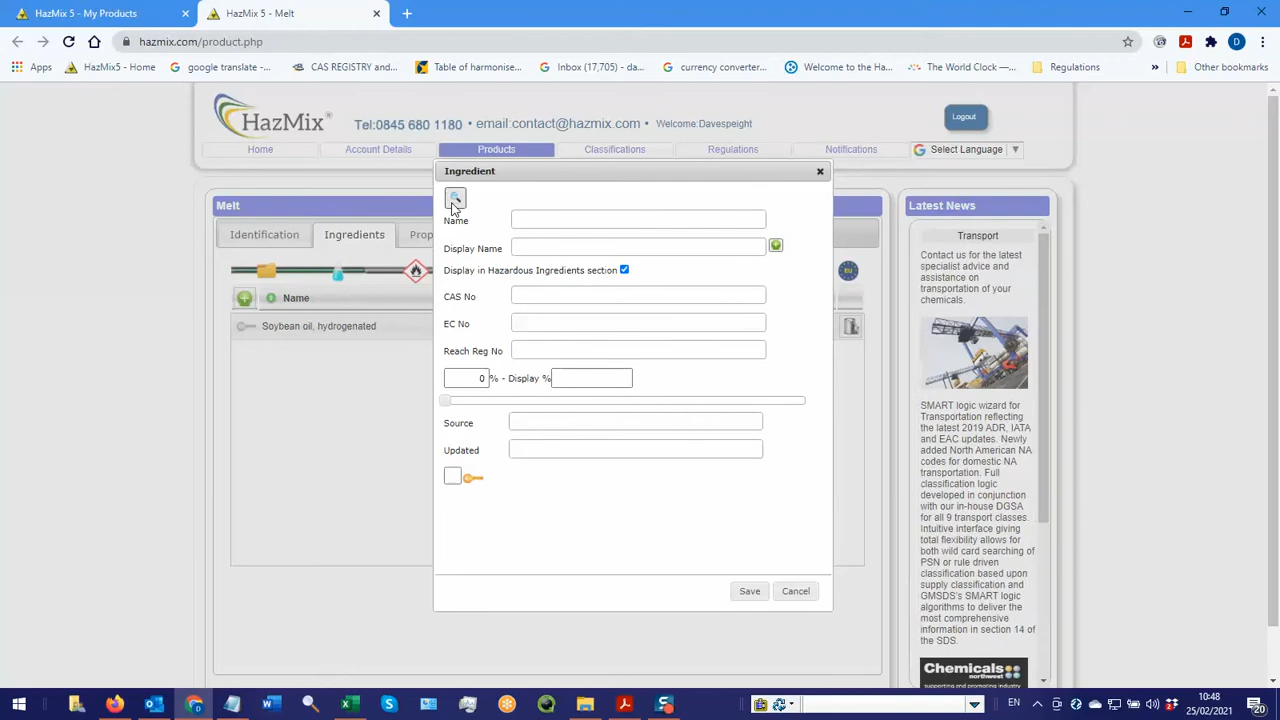 HazMix 5 - My Products
HazMix 5 - Melt
hazmix.com/product.php
Apps
HazMix5 - Home
google translate -...
CAS REGISTRY and...
Table of harmonise...
Inbox (17,705) - da...
currency converter...
Welcome to the Ha...
The World Clock —...
Regulations
Other bookmarks
HazMix®
Tel:0845 680 1180 • email:contact@hazmix.com • Welcome:Davespeight
Logout
Home
Account Details
Products
Classifications
Regulations
Notifications
Select Language
Melt
Identification
Ingredients
Prop
Name
Soybean oil, hydrogenated
Ingredient
Name
Display Name
Display in Hazardous Ingredients section
CAS No
EC No
Reach Reg No
0 % - Display %
Source
Updated
Save
Cancel
EU
Latest News
Transport
Contact us for the
latest
specialist advice and
assistance on
transportation of your
chemicals.
SMART logic wizard for
Transportation reflecting
the latest 2019 ADR, IATA
and EAC updates. Newly
added North American NA
codes for domestic NA
transportation. Full
classification logic
developed in conjunction
with our in-house DGSA
for all 9 transport classes.
Intuitive interface giving
total flexibility allows for
both wild card searching of
PSN or rule driven
classification based upon
supply classification and
GMSDS's SMART logic
algorithms to deliver the
most comprehensive
information in section 14 of
the SDS.
Chemicals
northwest
EN
10:48
25/02/2021
20